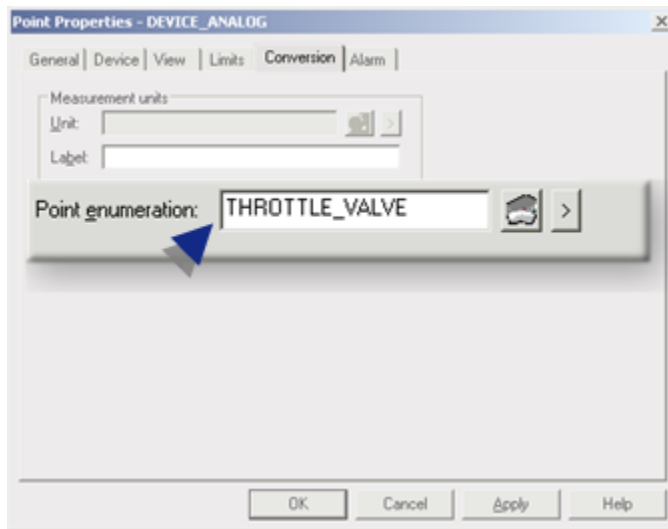 Point Properties - DEVICE_ANALOG
General Device View Limits Conversion Alarm
Measurement units
Unit:
Label:
Point enumeration: THROTTLE_VALVE >
OK Cancel Apply Help